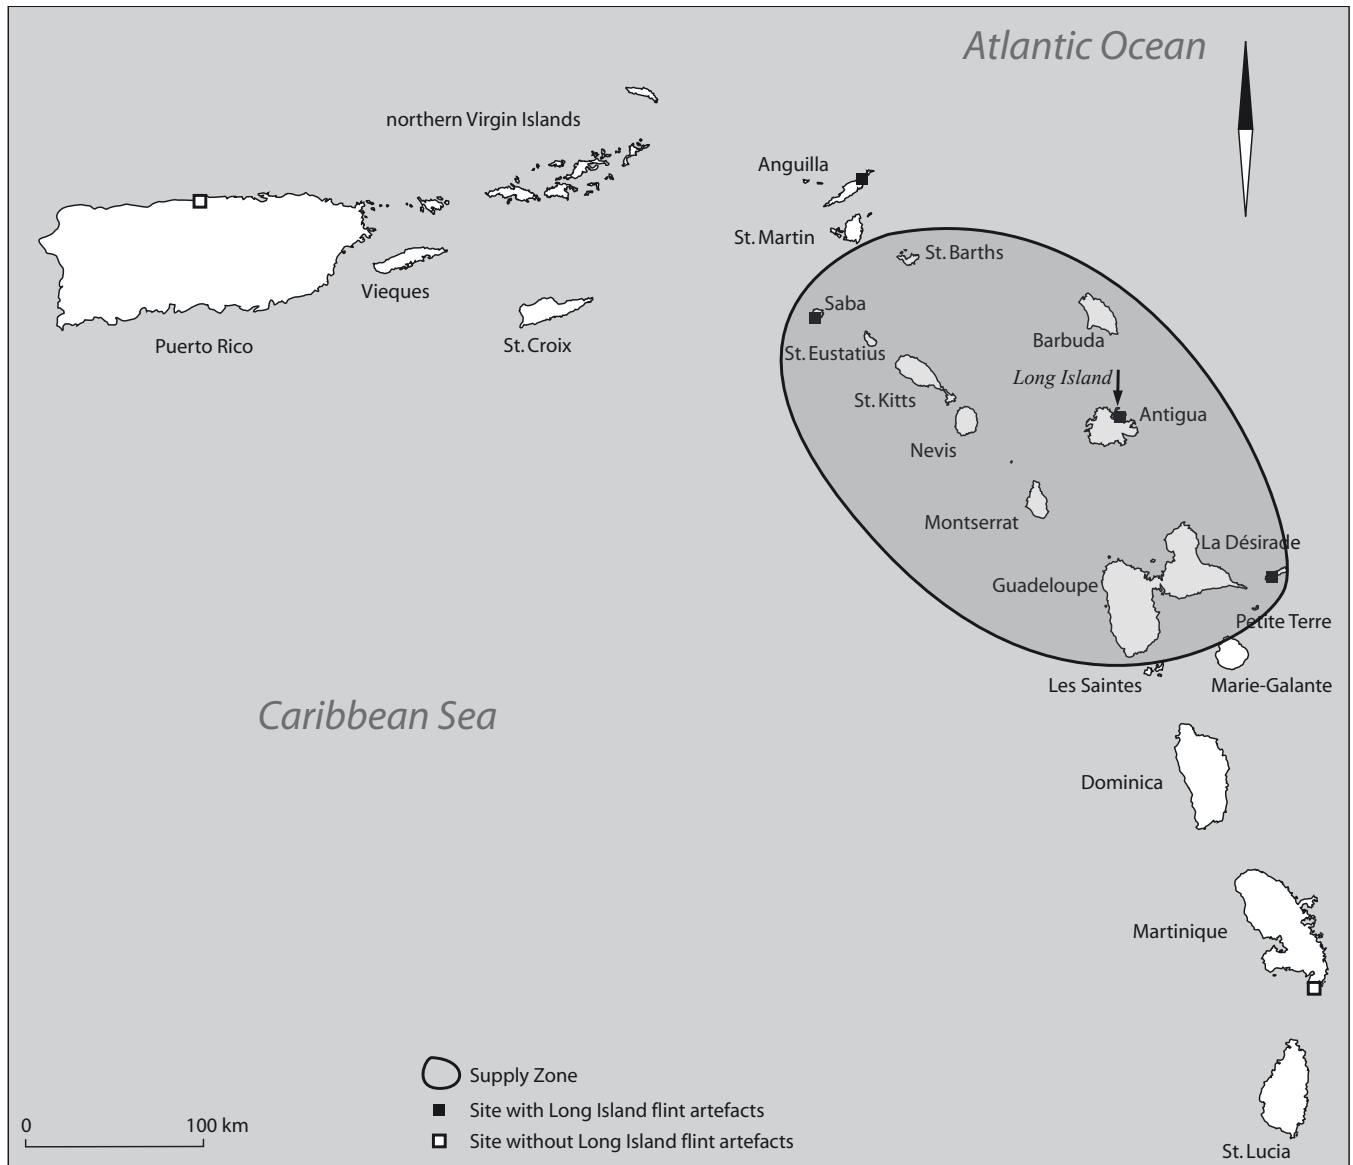 Atlantic Ocean
northern Virgin Islands
Anguilla
St. Martin
St. Barths
Vieques
Saba
Puerto Rico
St. Croix
St. Eustatius
Barbuda
Long Island
St. Kitts
Antigua
Nevis
Montserrat
La Désirade
Guadeloupe
Petite Terre
Les Saintes
Marie-Galante
Caribbean Sea
Dominica
Martinique
Supply Zone
Site with Long Island flint artefacts
0 100 km
Site without Long Island flint artefacts
St. Lucia